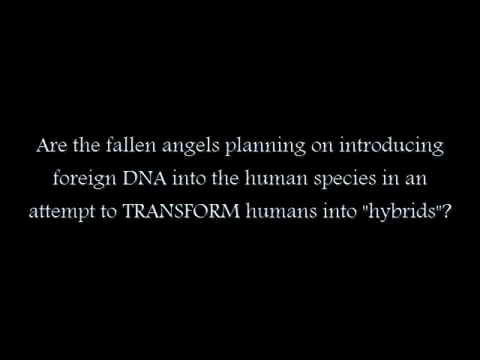 Are the fallen angels planning on introducing
foreign DNA into the human species in an
attempt to TRANSFORM humans into "hybrids"?